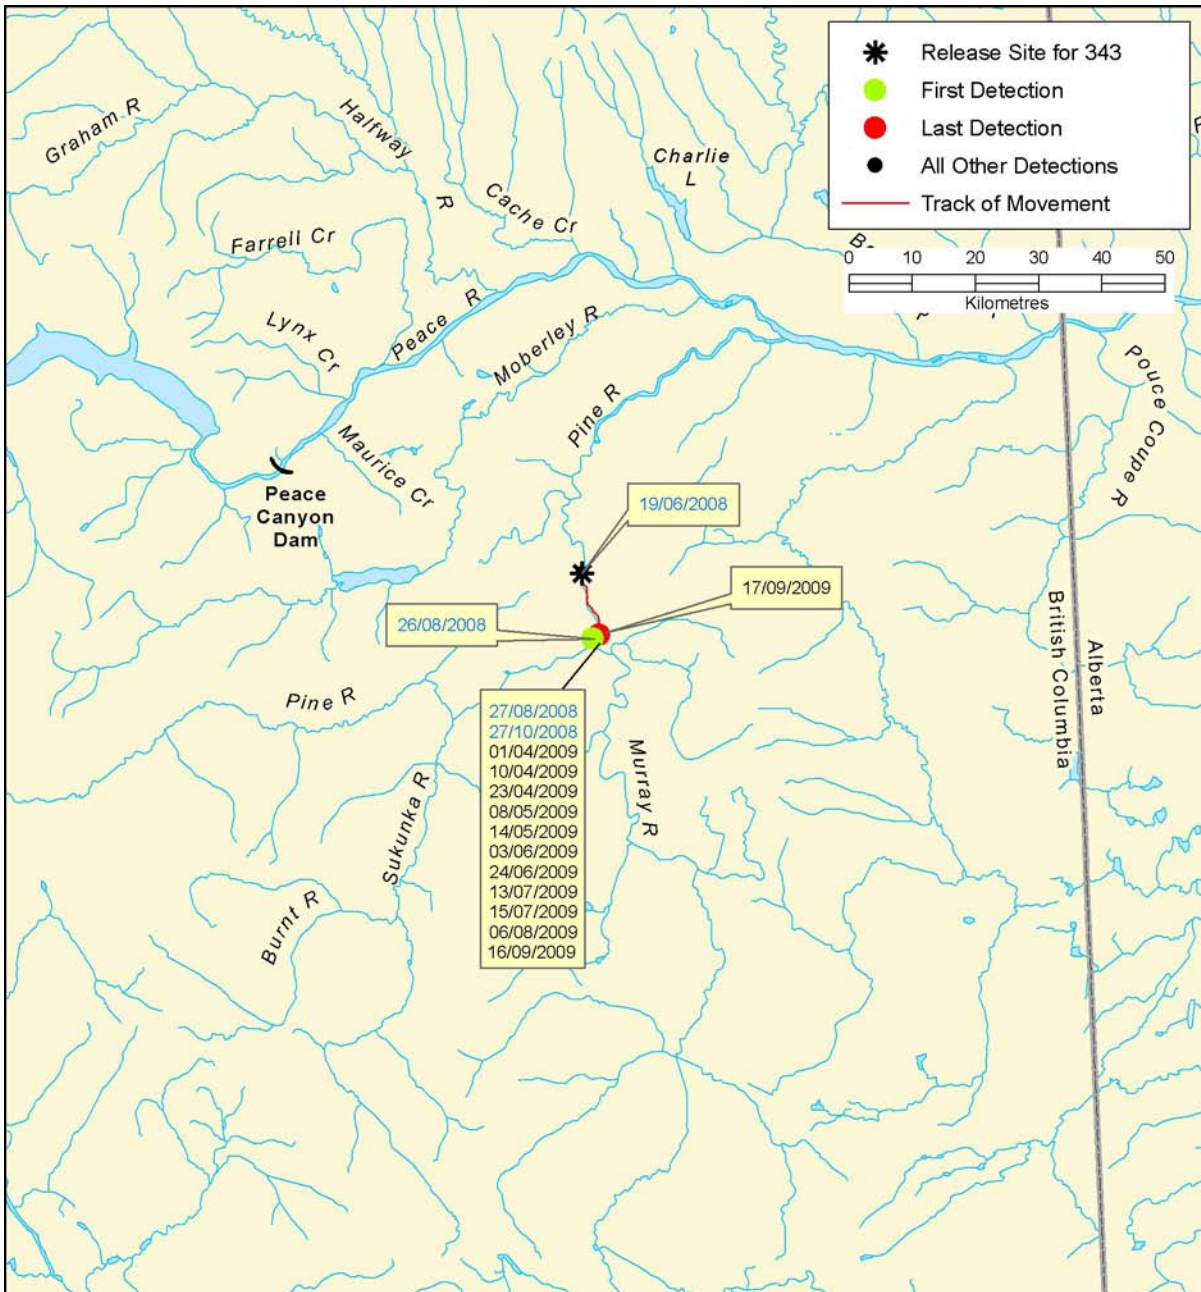 Release Site for 343
First Detection
Last Detection
All Other Detections
Track of Movement
0 10 20 30 40 50
Kilometres
Graham R
Halfway
R
Charlie
L
Cache Cr
Farrell Cr
Lynx Cr
Peace R
Moberley R
Pine R
Maurice Cr
Pouce Coupe R
Peace
Canyon
Dam
19/06/2008
17/09/2009
26/08/2008
British Columbia
Alberta
Pine R
27/08/2008
27/10/2008
01/04/2009
10/04/2009
23/04/2009
08/05/2009
14/05/2009
03/06/2009
24/06/2009
13/07/2009
15/07/2009
06/08/2009
16/09/2009
Murray R
Sukunka R
Burnt R